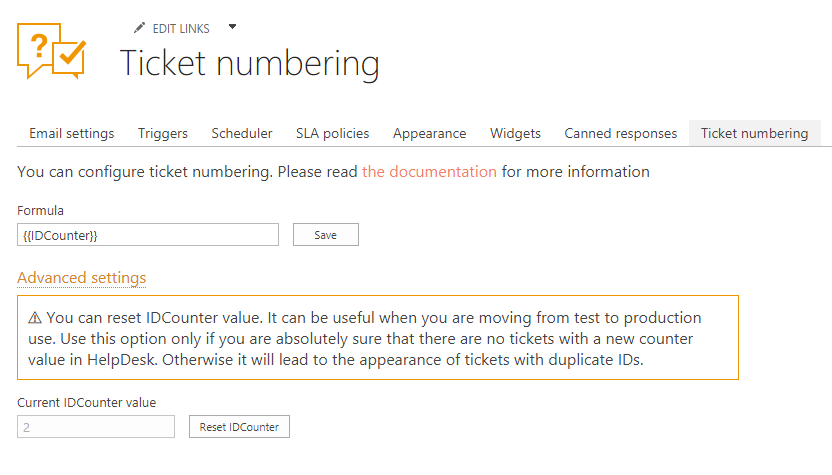 ?
EDIT LINKS
Ticket numbering
Email settings Triggers Scheduler SLA policies Appearance Widgets Canned responses Ticket numbering
You can configure ticket numbering. Please read the documentation for more information
Formula
{{IDCounter}} Save
Advanced settings
⚠ You can reset IDCounter value. It can be useful when you are moving from test to production
use. Use this option only if you are absolutely sure that there are no tickets with a new counter
value in HelpDesk. Otherwise it will lead to the appearance of tickets with duplicate IDs.
Current IDCounter value
2 Reset IDCounter